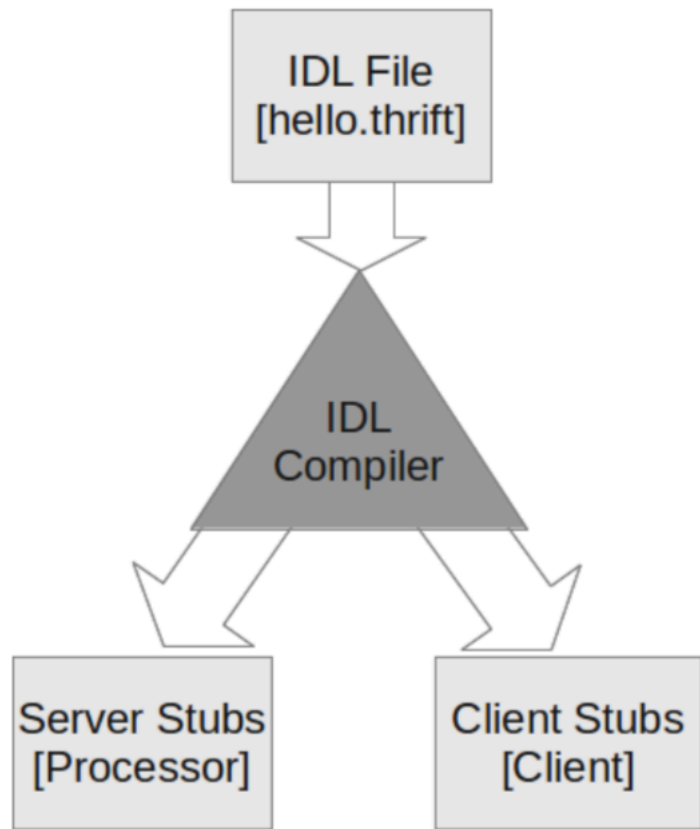 IDL File
[hello.thrift]
IDL
Compiler
Server Stubs
[Processor]
Client Stubs
[Client]